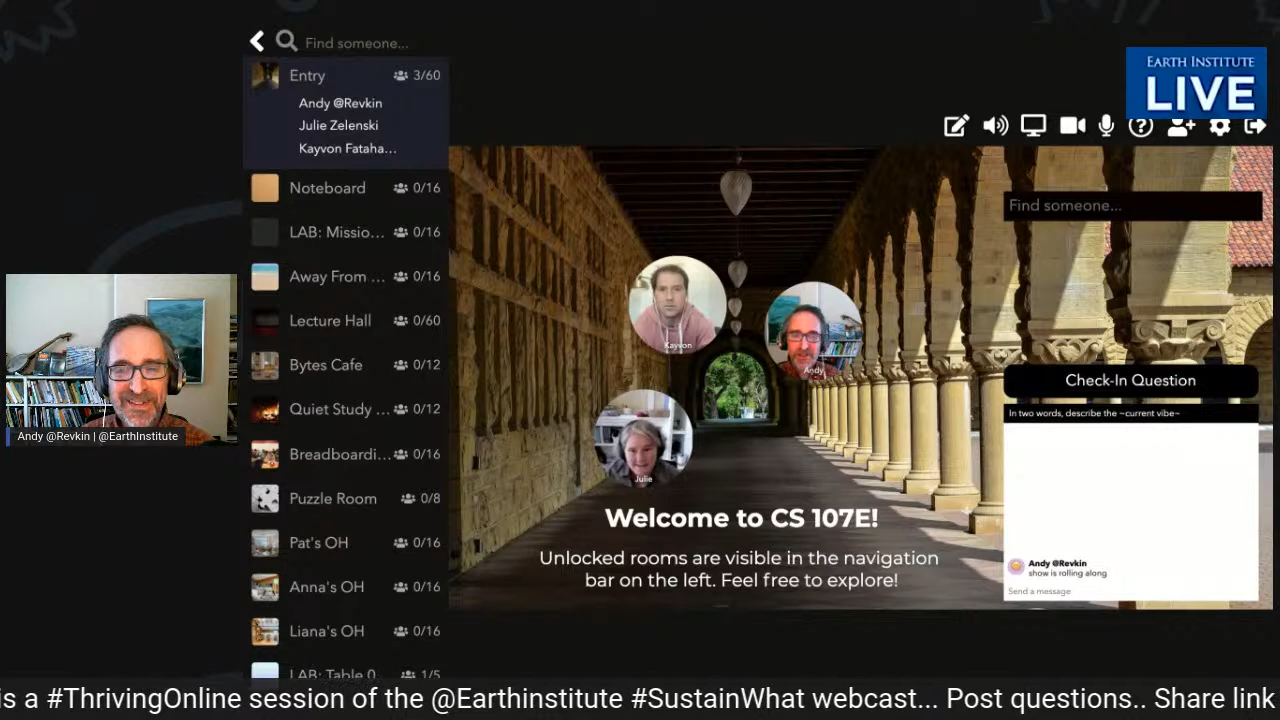 Find someone...
Entry 3/60
Andy @Revkin
Julie Zelenski
Kayvon Fataha...
Noteboard 0/16
LAB: Missio... 0/16
Away From ... 0/16
Lecture Hall 0/60
Bytes Cafe 0/12
Quiet Study ... 0/12
Breadboardi... 0/16
Puzzle Room 0/8
Pat's OH 0/16
Anna's OH 0/16
Liana's OH 0/16
LAB: Table 0 1/5
Andy @Revkin | @EarthInstitute
EARTH INSTITUTE
LIVE
Find someone...
Kayvon
Andy
Julie
Welcome to CS 107E!
Unlocked rooms are visible in the navigation
bar on the left. Feel free to explore!
Check-In Question
In two words, describe the ~current vibe~
Andy @Revkin
show is rolling along
Send a message
is a #ThrivingOnline session of the @Earthinstitute #SustainWhat webcast... Post questions.. Share link